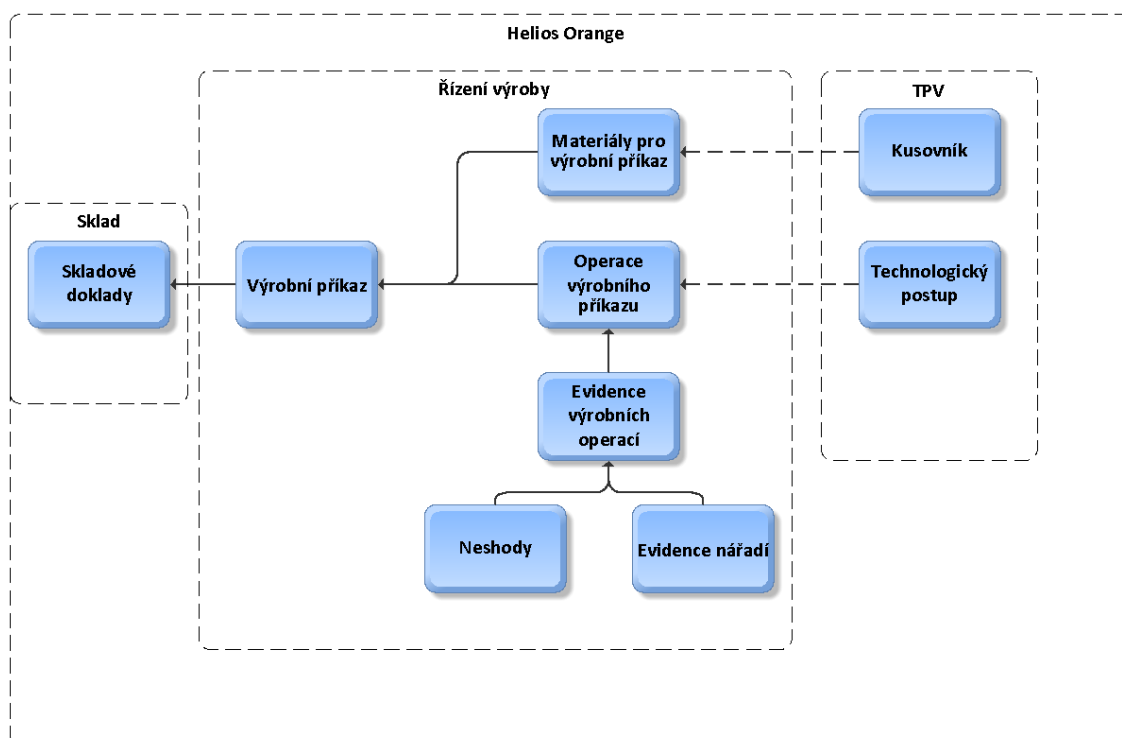 Helios Orange
Řízení výroby
TPV
Materiály pro
výrobní příkaz
Kusovník
Sklad
Skladové
doklady
Výrobní příkaz
Operace
výrobního
příkazu
Technologický
postup
Evidence
výrobních
operací
Neshody
Evidence nářadí